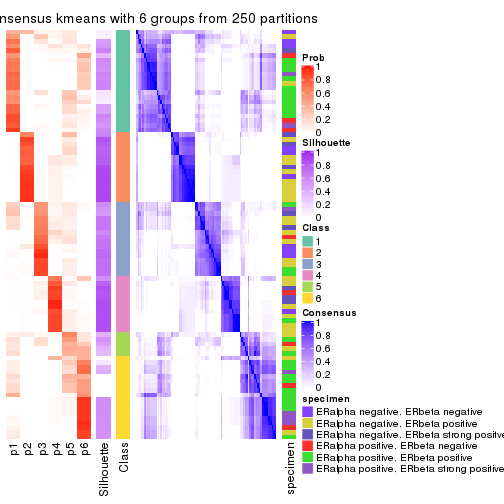 nsensus kmeans with 6 groups from 250 partitions
Prob
1
0.8
0.6
0.4
0.2
0
Silhouette
1
0.8
0.6
0.4
0.2
0
Class
1
2
3
4
5
6
Consensus
1
0.8
0.6
0.4
0.2
0
specimen
ERalpha negative. ERbeta negative
ERalpha negative. ERbeta positive
ERalpha negative. ERbeta strong positive
ERalpha positive. ERbeta negative
ERalpha positive. ERbeta positive
ERalpha positive. ERbeta strong positive
p1
p2
p3
p4
p5
p6
Silhouette
Class
specimen